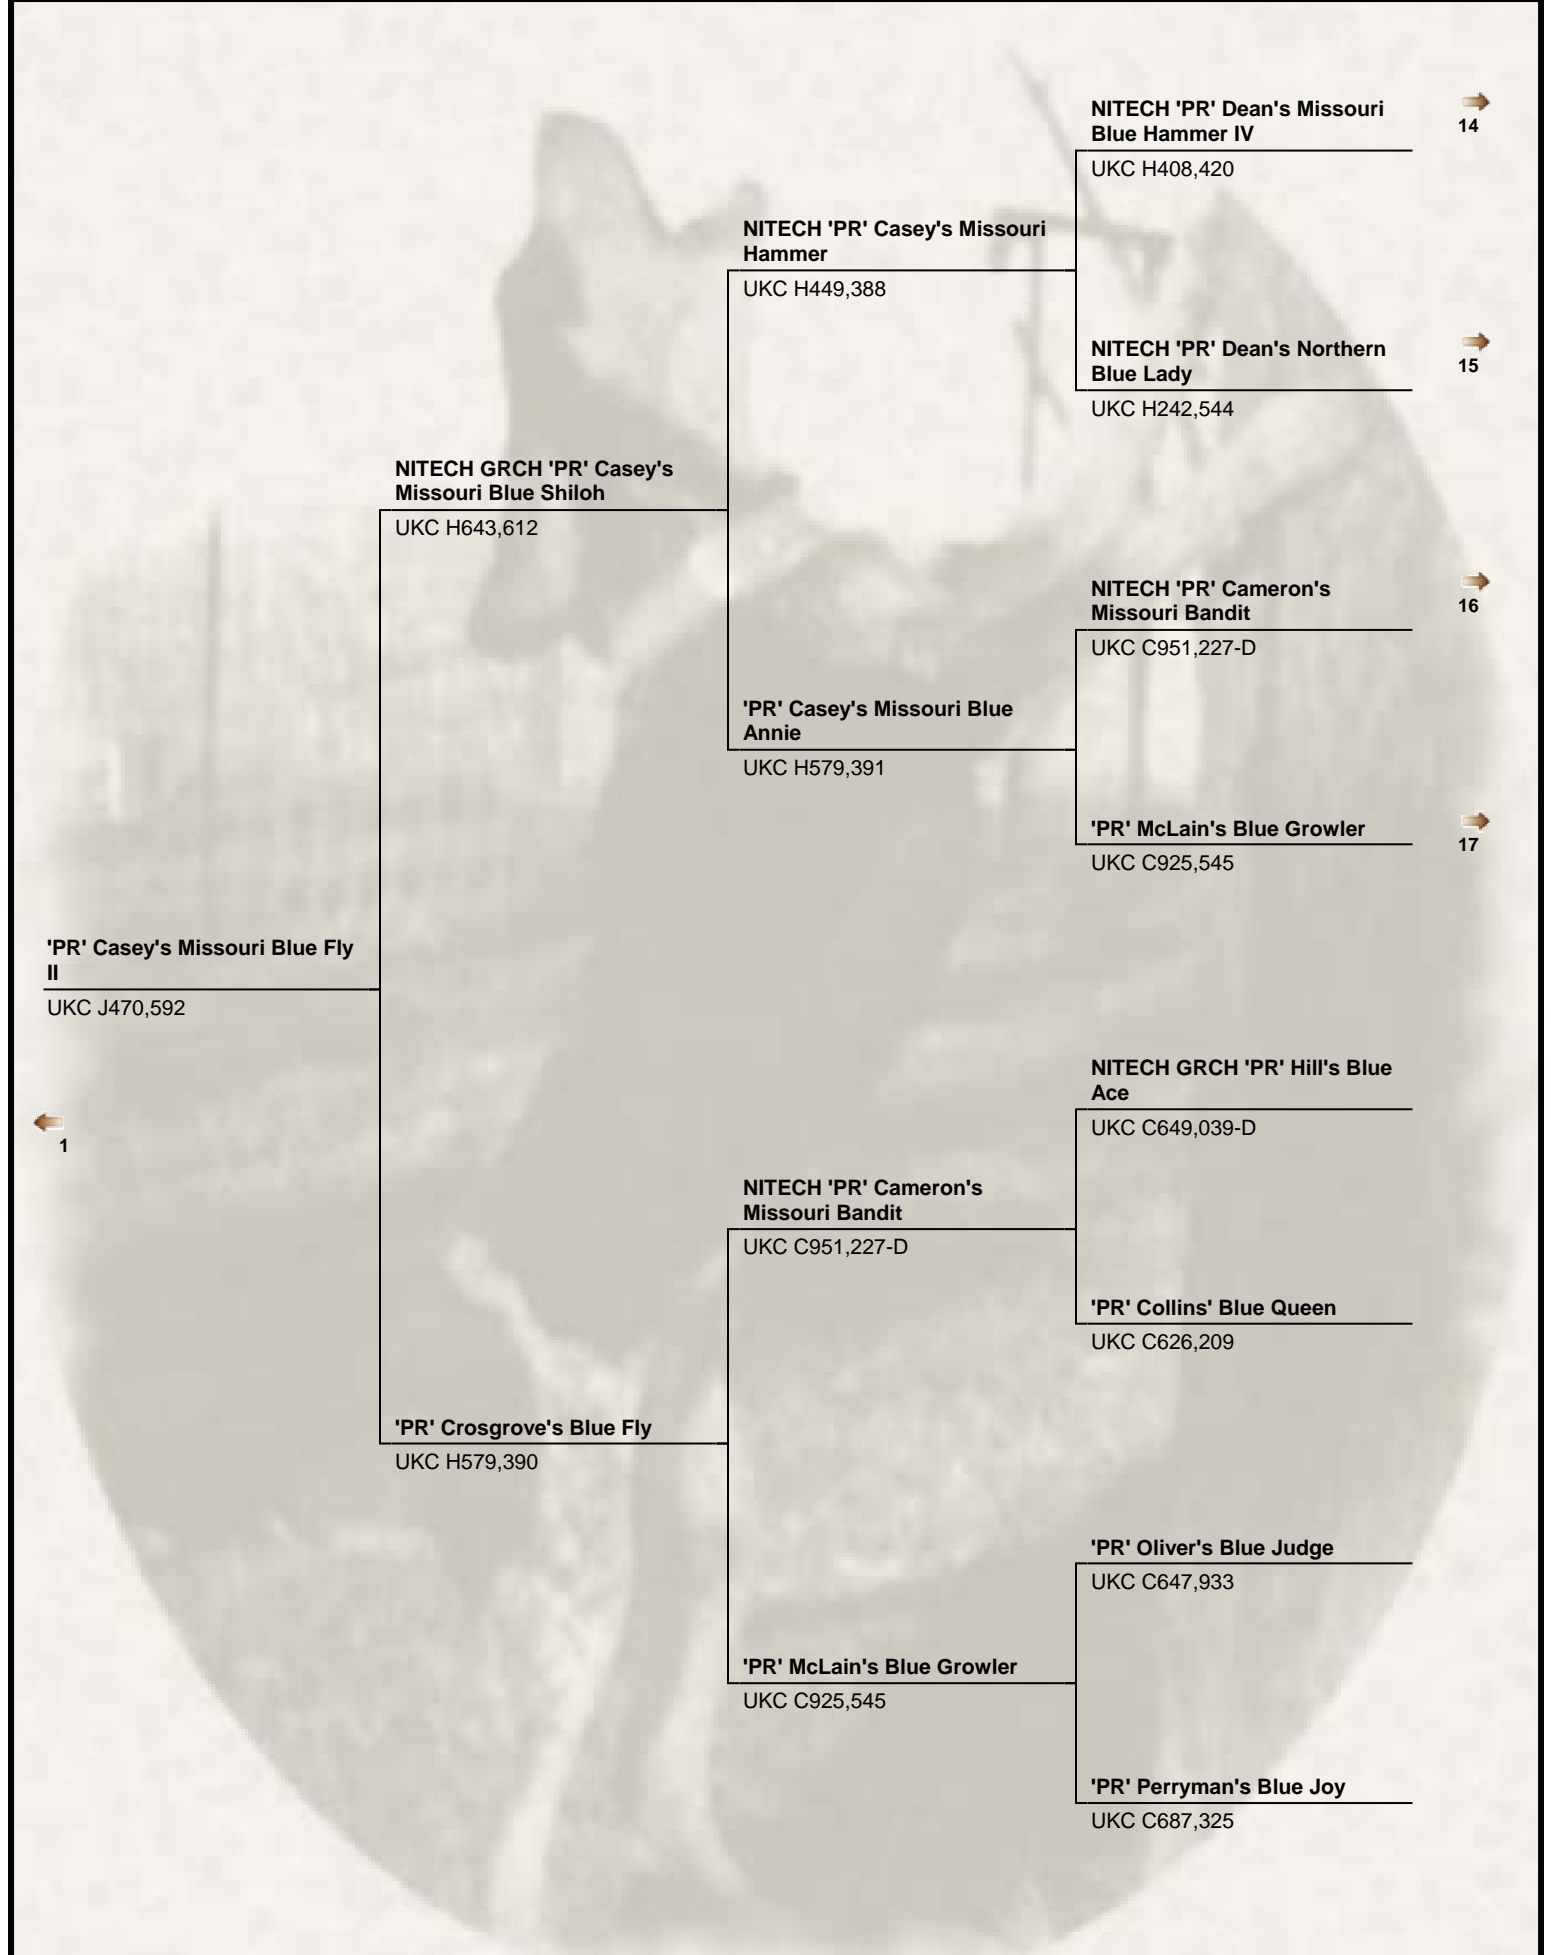 NITECH 'PR' Dean's Missouri
Blue Hammer IV
14
UKC H408,420
NITECH 'PR' Casey's Missouri
Hammer
UKC H449,388
NITECH 'PR' Dean's Northern
Blue Lady
15
UKC H242,544
NITECH GRCH 'PR' Casey's
Missouri Blue Shiloh
UKC H643,612
NITECH 'PR' Cameron's
Missouri Bandit
16
UKC C951,227-D
'PR' Casey's Missouri Blue
Annie
UKC H579,391
'PR' McLain's Blue Growler
17
UKC C925,545
'PR' Casey's Missouri Blue Fly
II
UKC J470,592
NITECH GRCH 'PR' Hill's Blue
Ace
UKC C649,039-D
1
NITECH 'PR' Cameron's
Missouri Bandit
UKC C951,227-D
'PR' Collins' Blue Queen
UKC C626,209
'PR' Crosgrove's Blue Fly
UKC H579,390
'PR' Oliver's Blue Judge
UKC C647,933
'PR' McLain's Blue Growler
UKC C925,545
'PR' Perryman's Blue Joy
UKC C687,325